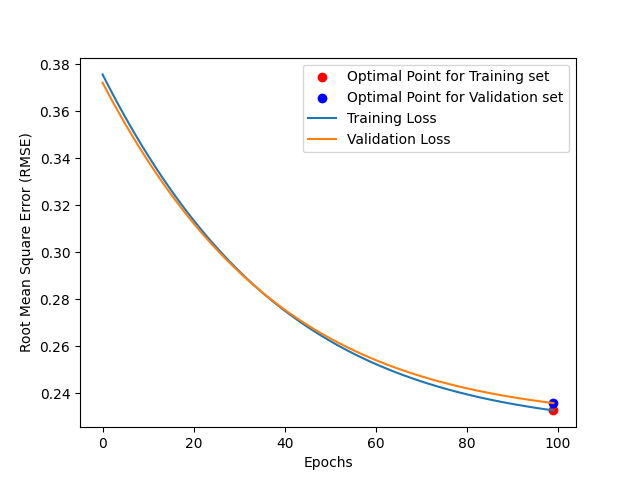 0.38
0.36
0.34
0.32
0.30
0.28
0.26
0.24
Root Mean Square Error (RMSE)
Optimal Point for Training set
Optimal Point for Validation set
Training Loss
Validation Loss
0 20 40 60 80 100
Epochs